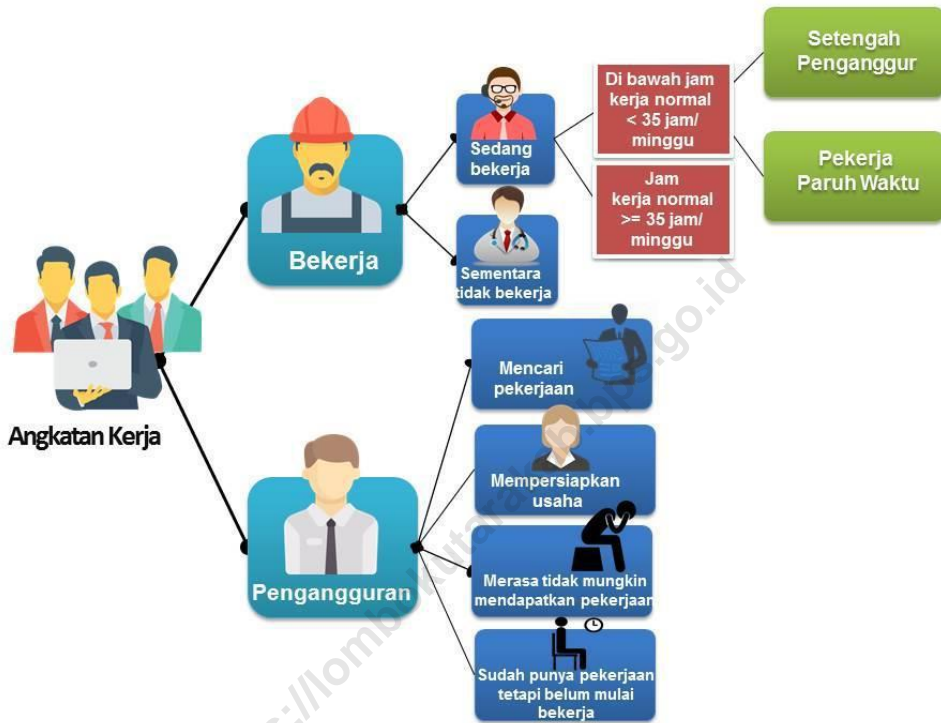 Angkatan Kerja
Bekerja
Sedang
bekerja
Di bawah jam
kerja normal
< 35 jam/
minggu
Setengah
Penganggur
Pekerja
Paruh Waktu
Jam
kerja normal
>= 35 jam/
minggu
Sementara
tidak bekerja
Pengangguran
Mencari
pekerjaan
Mempersiapkan
usaha
Merasa tidak mungkin
mendapatkan pekerjaan
Sudah punya pekerjaan
tetapi belum mulai
bekerja